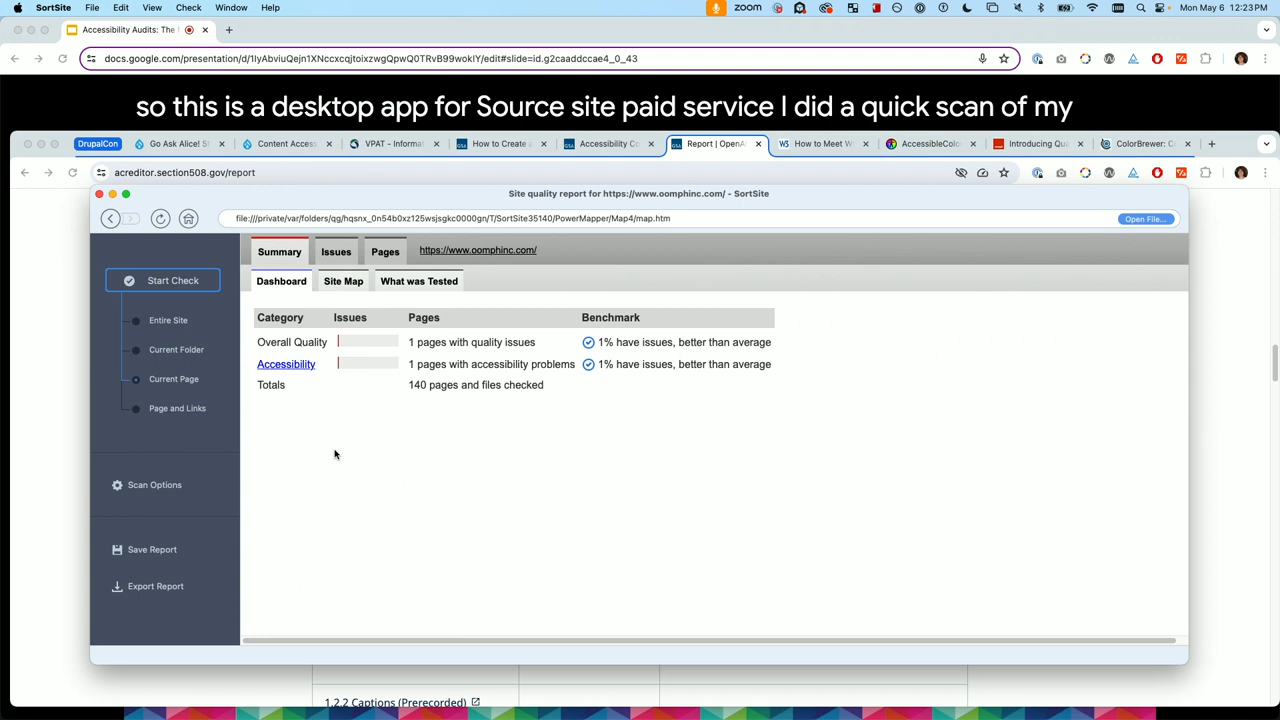 SortSite File Edit View Check Window Help zoom Mon May 6 12:23 PM
Accessibility Audits: The
docs.google.com/presentation/d/1IyAbviuQejn1XNccxcqjtoixzwgQpwQ0TRvB99wokIY/edit#slide=id.g2caaddccae4_0_43
so this is a desktop app for Source site paid service I did a quick scan of my
DrupalCon Go Ask Alice! S Content Access VPAT - Informat How to Create Accessibility Co Report | OpenA How to Meet W AccessibleColo Introducing Qu ColorBrewer: C
acreditor.section508.gov/report
Site quality report for https://www.oomphinc.com/ - SortSite
file:///private/var/folders/qg/hqsnx_0n54b0xz125wsjsgkc0000gn/T/SortSite35140/PowerMapper/Map4/map.htm Open File...
Summary Issues Pages https://www.oomphinc.com/
Start Check
Dashboard Site Map What was Tested
Category Issues Pages Benchmark
Entire Site
Overall Quality 1 pages with quality issues 1% have issues, better than average
Current Folder
Accessibility 1 pages with accessibility problems 1% have issues, better than average
Current Page
Totals 140 pages and files checked
Page and Links
Scan Options
Save Report
Export Report
1.2.2 Captions (Prerecorded)